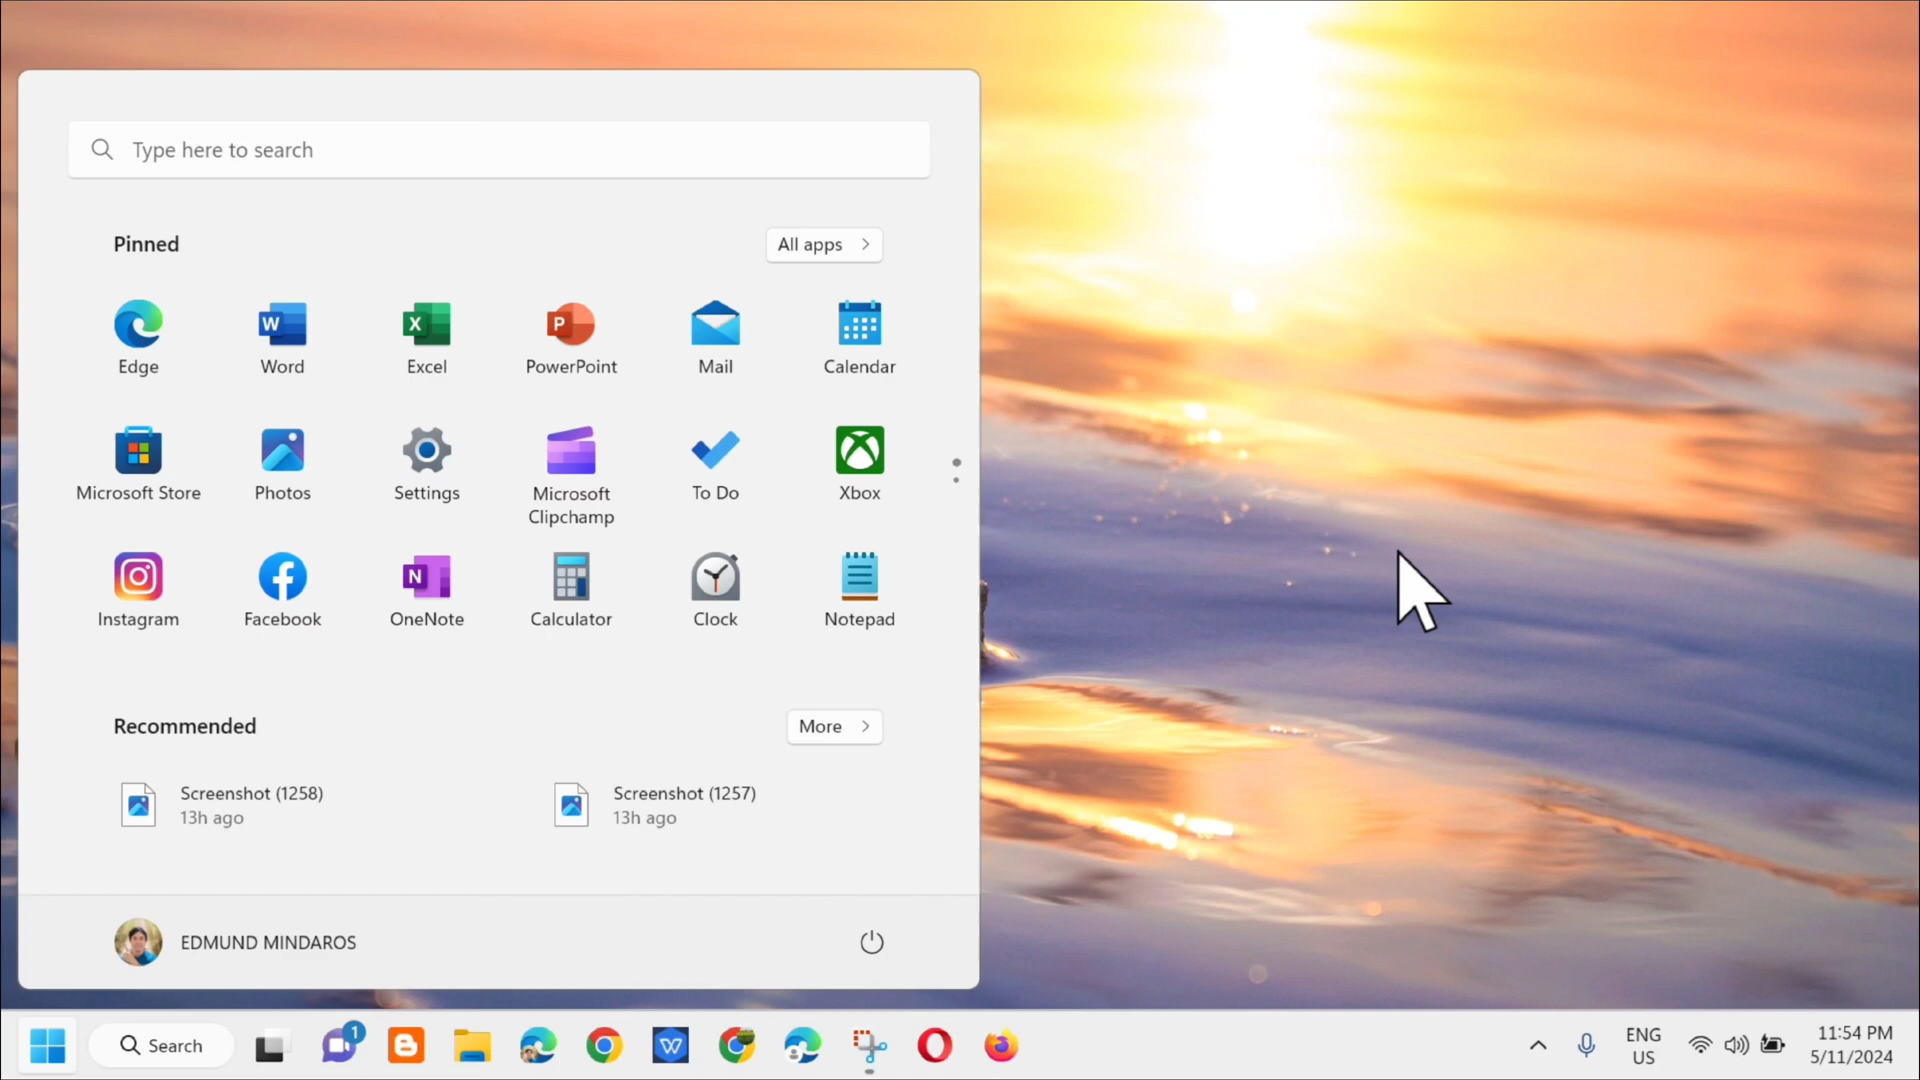 Type here to search
Pinned
All apps
Edge
Word
Excel
PowerPoint
Mail
Calendar
Microsoft Store
Photos
Settings
Microsoft
Clipchamp
To Do
Xbox
Instagram
Facebook
OneNote
Calculator
Clock
Notepad
Recommended
More
Screenshot (1258)
13h ago
Screenshot (1257)
13h ago
EDMUND MINDAROS
Search
1
ENG
US
11:54 PM
5/11/2024